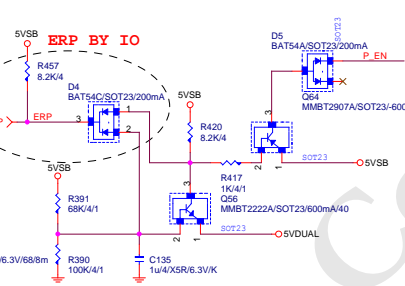 5VSB
ERP BY IO
R457
8.2K/4
D4
BAT54C/SOT23/200mA
ERP
3
1
2
D5
BAT54A/SOT23/200mA
SOT23
P_EN
Q64
MMBT2907A/SOT23/-600
3
2
1
SOT23
5VSB
5VSB
R420
8.2K/4
R417
1K/4/1
Q56
MMBT2222A/SOT23/600mA/40
3
2
1
SOT23
5VDUAL
5VSB
R391
68K/4/1
/6.3V/68/8m
R390
100K/4/1
C135
1u/4/X5R/6.3V/K